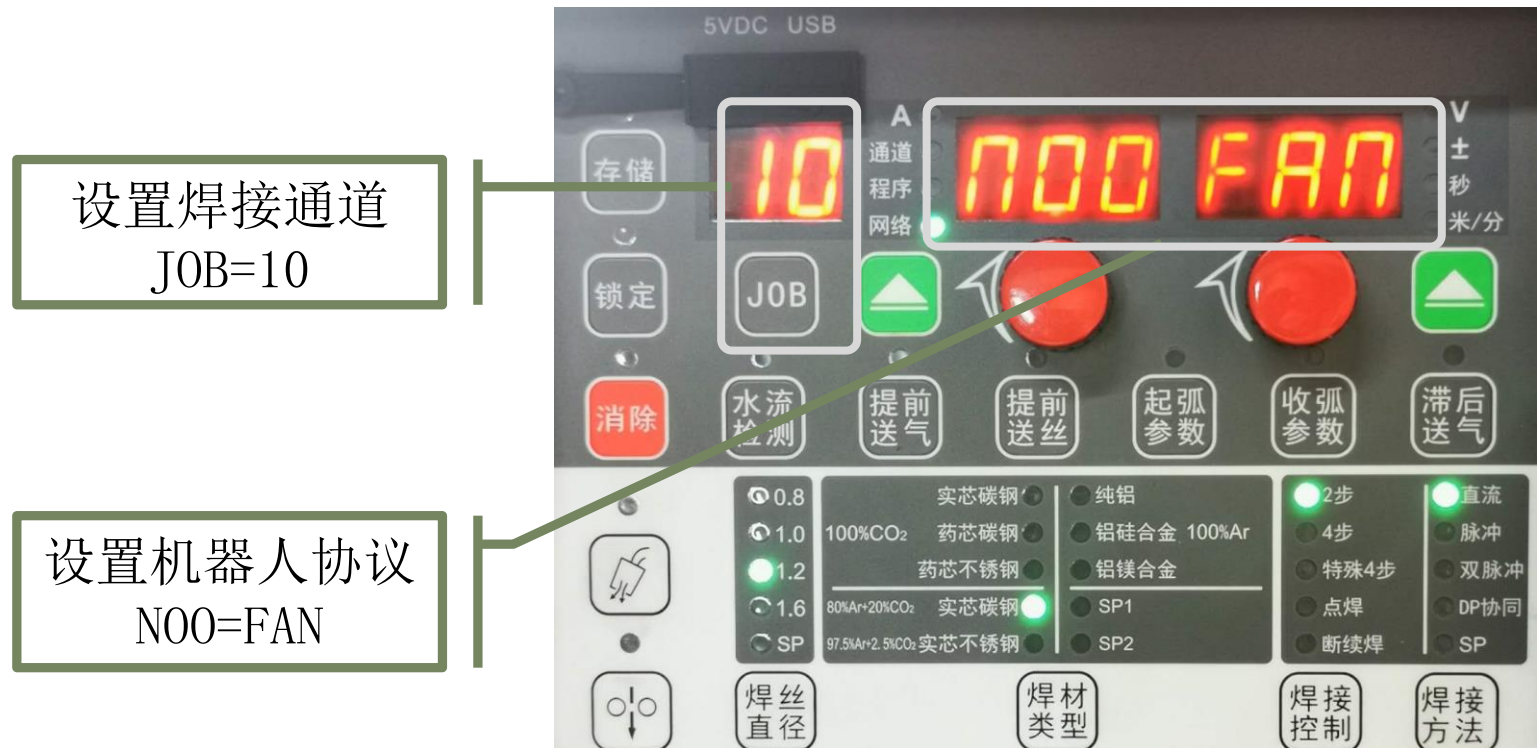 设置焊接通道
JOB=10
设置机器人协议
N00=FAN
5VDC USB
存储
10
A
通道
程序
网络
N00
FAN
V
±
秒
米/分
锁定
JOB
消除
水流
检测
提前
送气
提前
送丝
起弧
参数
收弧
参数
滞后
送气
0.8
1.0
1.2
1.6
SP
实芯碳钢
100%CO₂ 药芯碳钢
药芯不锈钢
80%Ar+20%CO₂ 实芯碳钢
97.5%Ar+2.5%CO₂ 实芯不锈钢
纯铝
铝硅合金 100%Ar
铝镁合金
SP1
SP2
2步
4步
特殊4步
点焊
断续焊
直流
脉冲
双脉冲
DP协同
SP
焊丝
直径
焊材
类型
焊接
控制
焊接
方法